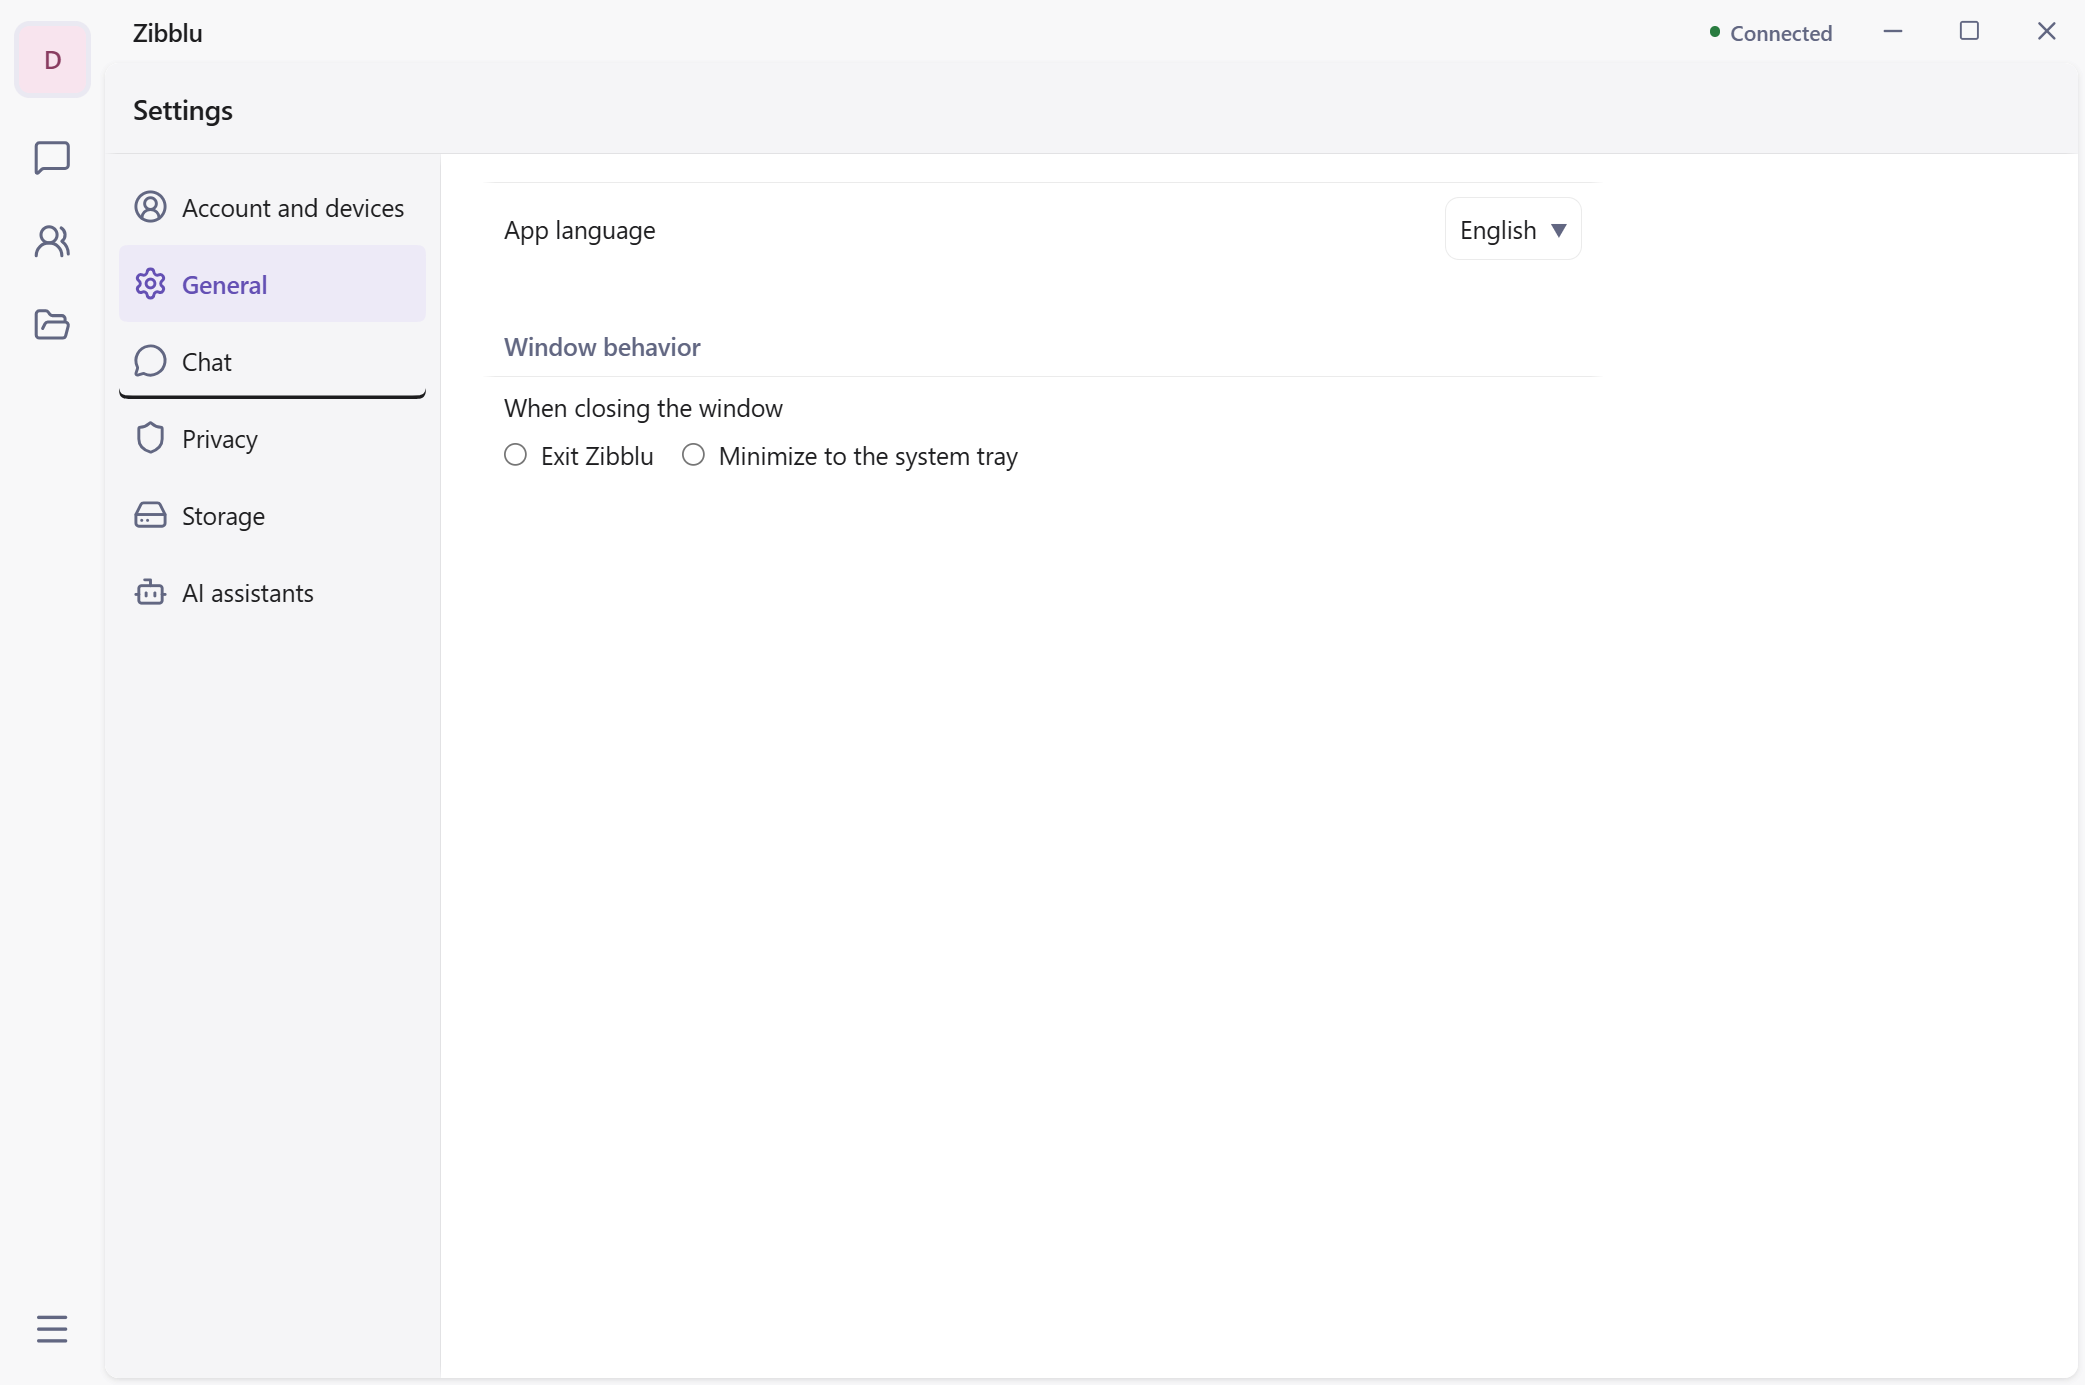 D
Zibblu
Connected
Settings
Account and devices
General
Chat
Privacy
Storage
AI assistants
App language
English
Window behavior
When closing the window
Exit Zibblu
Minimize to the system tray